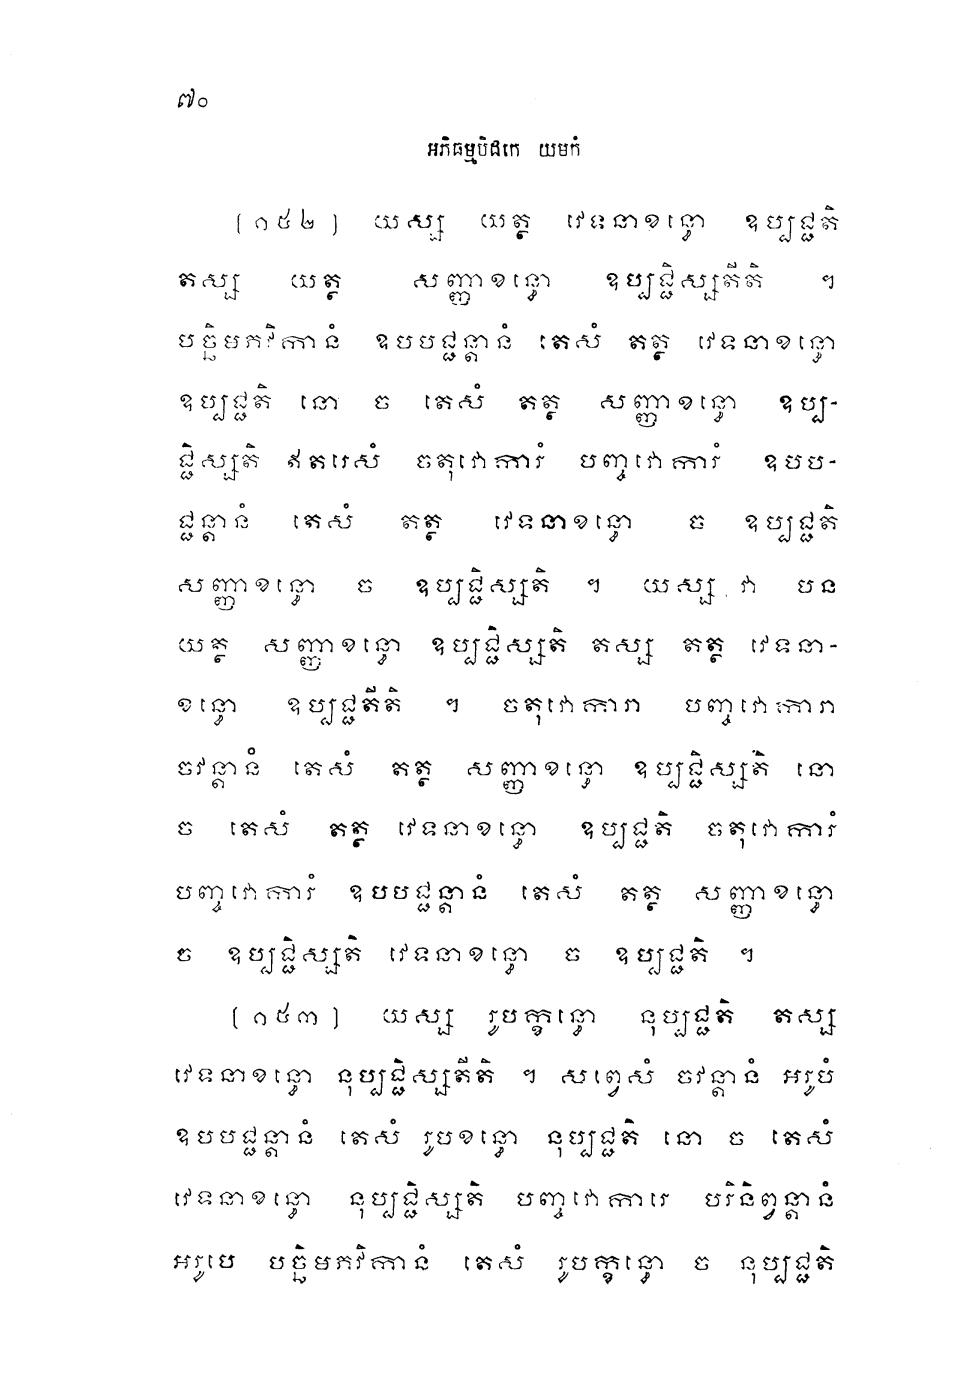 ៧០
អភិធម្មបិដកេ យមកំ
(១៥២) យស្ស យត្ថ វេទនាខន្ធោ ឧប្បជ្ជតិ
តស្ស យត្ថ សញ្ញាខន្ធោ ឧប្បជ្ជិស្សតីតិ ។
បច្ឆិមភវិកានំ ឧបបជ្ជន្តានំ តេសំ តត្ថ វេទនាខន្ធោ
ឧប្បជ្ជតិ នោ ច តេសំ តត្ថ សញ្ញាខន្ធោ ឧប្ប-
ជ្ជិស្សតិ ឥតរេសំ ចតុវោការំ បញ្ចវោការំ ឧបប-
ជ្ជន្តានំ តេសំ តត្ថ វេទនាខន្ធោ ច ឧប្បជ្ជតិ
សញ្ញាខន្ធោ ច ឧប្បជ្ជិស្សតិ ។ យស្ស វា បន
យត្ថ សញ្ញាខន្ធោ ឧប្បជ្ជិស្សតិ តស្ស តត្ថ វេទនា-
ខន្ធោ ឧប្បជ្ជតីតិ ។ ចតុវោការា បញ្ចវោការា
ចវន្តានំ តេសំ តត្ថ សញ្ញាខន្ធោ ឧប្បជ្ជិស្សតិ នោ
ច តេសំ តត្ថ វេទនាខន្ធោ ឧប្បជ្ជតិ ចតុវោការំ
បញ្ចវោការំ ឧបបជ្ជន្តានំ តេសំ តត្ថ សញ្ញាខន្ធោ
ច ឧប្បជ្ជិស្សតិ វេទនាខន្ធោ ច ឧប្បជ្ជតិ ។
(១៥៣) យស្ស រូបក្ខន្ធោ នុប្បជ្ជតិ តស្ស
វេទនាខន្ធោ នុប្បជ្ជិស្សតីតិ ។ សព្វេសំ ចវន្តានំ អរូបំ
ឧបបជ្ជន្តានំ តេសំ រូបខន្ធោ នុប្បជ្ជតិ នោ ច តេសំ
វេទនាខន្ធោ នុប្បជ្ជិស្សតិ បញ្ចវោការេ បរិនិព្វន្តានំ
អរូបេ បច្ឆិមភវិកានំ តេសំ រូបក្ខន្ធោ ច នុប្បជ្ជតិ